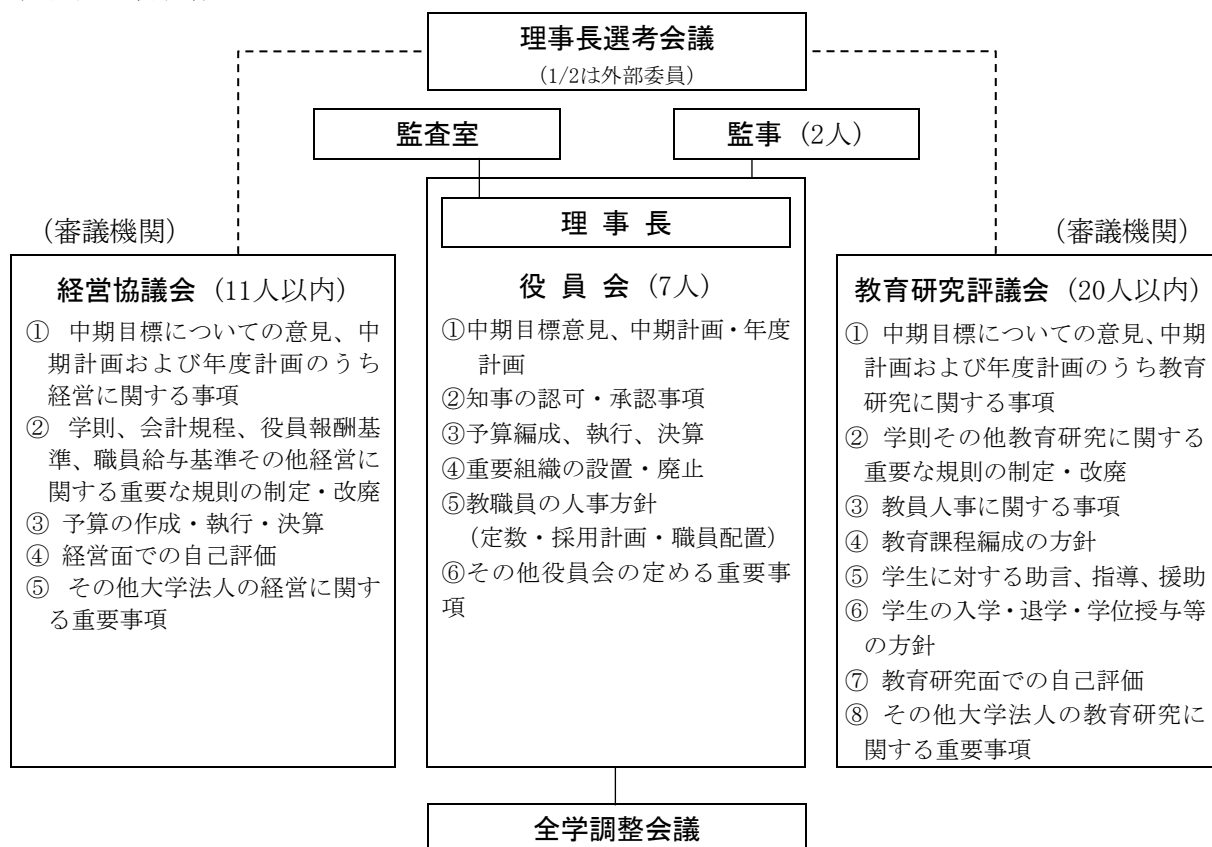 理事長選考会議
(1/2は外部委員)
監査室
監事（2人）
理 事 長
（審議機関）
経営協議会（11人以内）
① 中期目標についての意見、中
期計画および年度計画のうち
経営に関する事項
② 学則、会計規程、役員報酬基
準、職員給与基準その他経営に
関する重要な規則の制定・改廃
③ 予算の作成・執行・決算
④ 経営面での自己評価
⑤ その他大学法人の経営に関す
る重要事項
役 員 会（7人）
①中期目標意見、中期計画・年度
計画
②知事の認可・承認事項
③予算編成、執行、決算
④重要組織の設置・廃止
⑤教職員の人事方針
（定数・採用計画・職員配置）
⑥その他役員会の定める重要事
項
（審議機関）
教育研究評議会（20人以内）
① 中期目標についての意見、中期
計画および年度計画のうち教育
研究に関する事項
② 学則その他教育研究に関する
重要な規則の制定・改廃
③ 教員人事に関する事項
④ 教育課程編成の方針
⑤ 学生に対する助言、指導、援助
⑥ 学生の入学・退学・学位授与等
の方針
⑦ 教育研究面での自己評価
⑧ その他大学法人の教育研究に
関する重要事項
全学調整会議